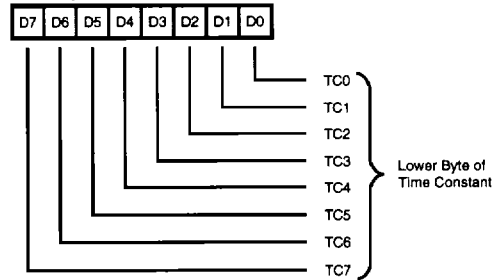 D7 D6 D5 D4 D3 D2 D1 D0
TC0
TC1
TC2
TC3
Lower Byte of
Time Constant
TC4
TC5
TC6
TC7